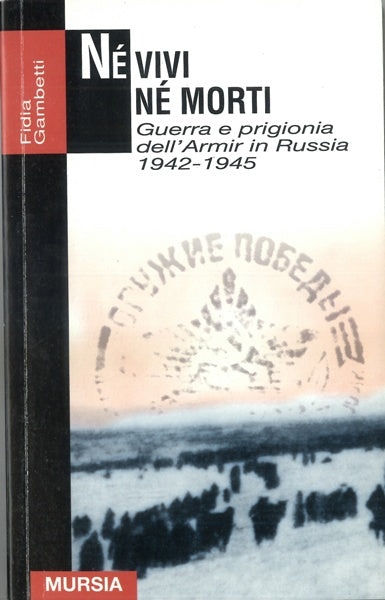 Fidia
Gambetti
NÉ VIVI
NÉ MORTI
Guerra e prigionia
dell'Armir in Russia
1942-1945
ОРУЖИЕ ПОБЕДЫ
MURSIA